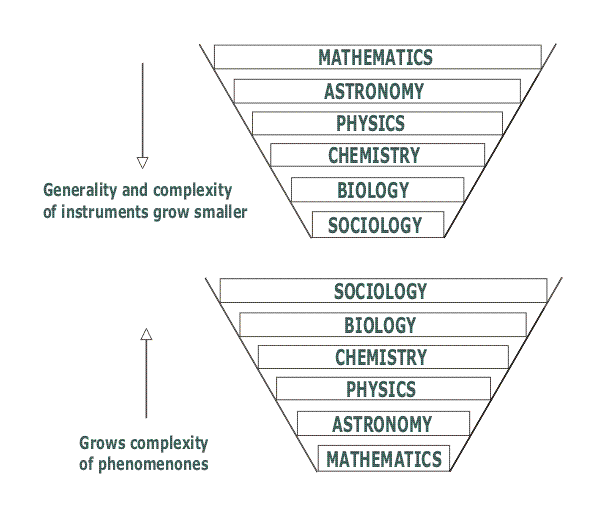 MATHEMATICS
ASTRONOMY
PHYSICS
CHEMISTRY
BIOLOGY
SOCIOLOGY
Generality and complexity
of instruments grow smaller
SOCIOLOGY
BIOLOGY
CHEMISTRY
PHYSICS
ASTRONOMY
MATHEMATICS
Grows complexity
of phenomenones